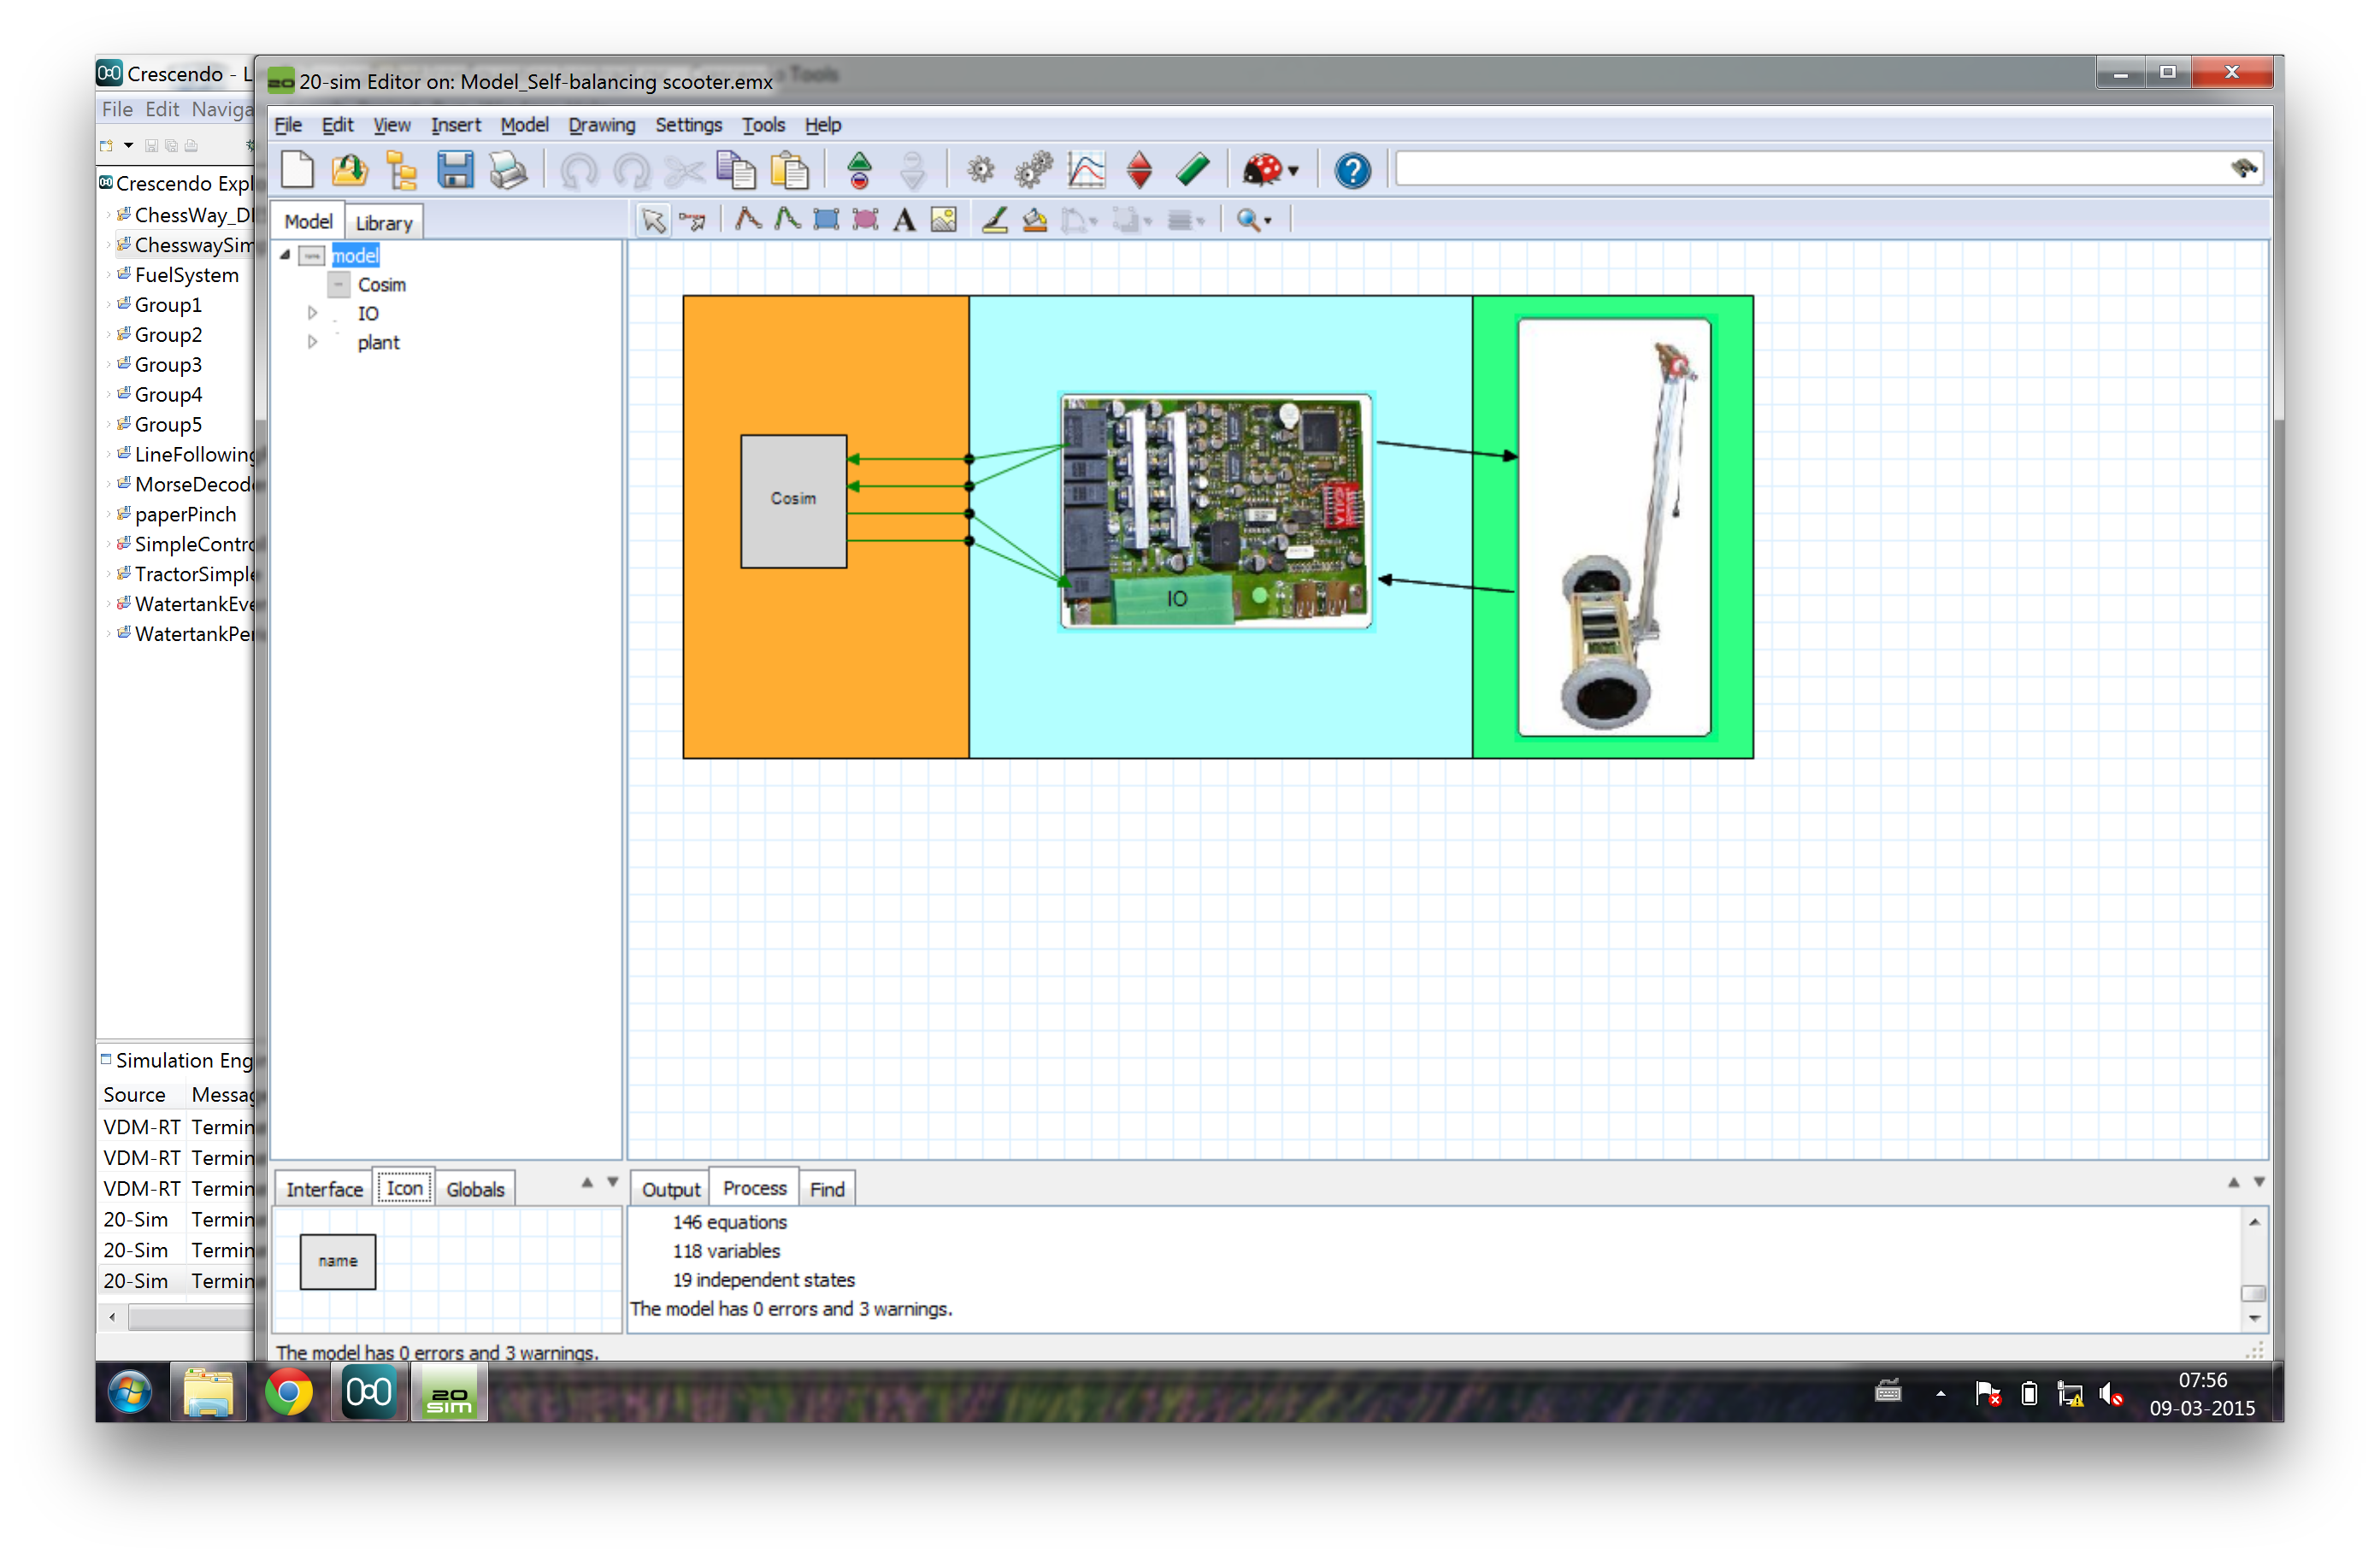 Crescendo - L
20-sim Editor on: Model_Self-balancing scooter.emx
Tools
File Edit Naviga
File Edit View Insert Model Drawing Settings Tools Help
Crescendo Expl
ChessWay_D
ChesswaySim
FuelSystem
Group1
Group2
Group3
Group4
Group5
LineFollowing
MorseDecode
paperPinch
SimpleContro
TractorSimple
WatertankEve
WatertankPer
Model
Library
model
Cosim
IO
plant
Cosim
IO
Simulation Eng
Source Messag
VDM-RT Termin
VDM-RT Termin
VDM-RT Termin
20-Sim Termin
20-Sim Termin
20-Sim Termin
Interface Icon Globals
name
Output Process Find
146 equations
118 variables
19 independent states
The model has 0 errors and 3 warnings.
The model has 0 errors and 3 warnings.
20
sim
07:56
09-03-2015